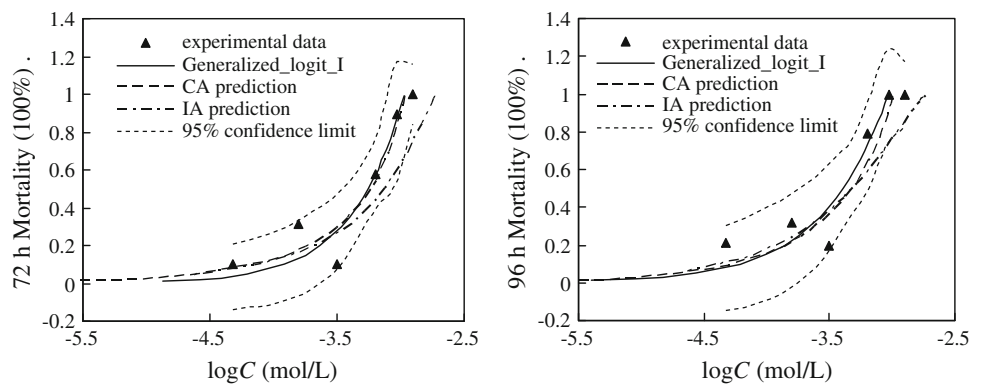 1.4
1.2
1
0.8
0.6
0.4
0.2
0
-0.2
72 h Mortality (100%) .
experimental data
Generalized_logit_I
CA prediction
IA prediction
95% confidence limit
-5.5 -4.5 -3.5 -2.5
logC (mol/L)
1.4
1.2
1
0.8
0.6
0.4
0.2
0
-0.2
96 h Mortality (100%) .
experimental data
Generalized_logit_I
CA prediction
IA prediction
95% confidence limit
-5.5 -4.5 -3.5 -2.5
logC (mol/L)